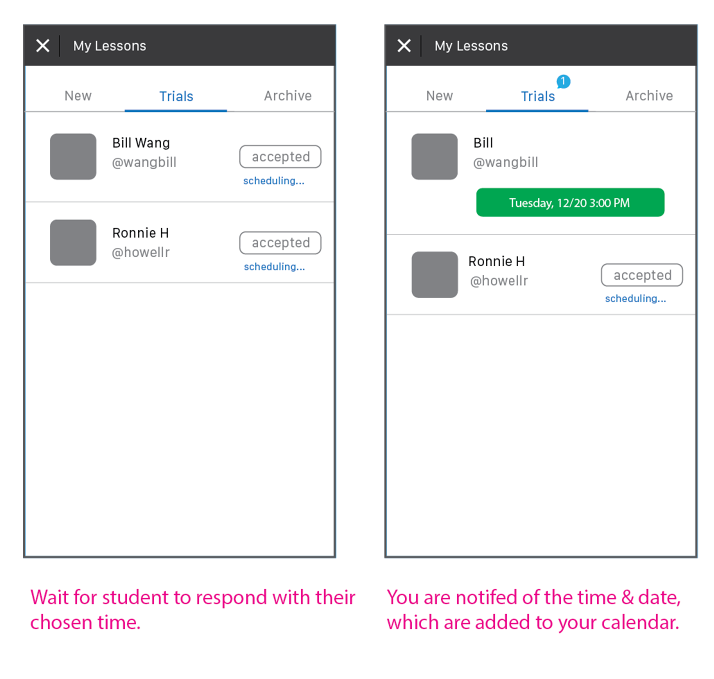 My Lessons
New Trials Archive
Bill Wang
@wangbill
accepted
scheduling...
Ronnie H
@howellr
accepted
scheduling...
Wait for student to respond with their
chosen time.
My Lessons
1
New Trials Archive
Bill
@wangbill
Tuesday, 12/20 3:00 PM
Ronnie H
@howellr
accepted
scheduling...
You are notifed of the time & date,
which are added to your calendar.